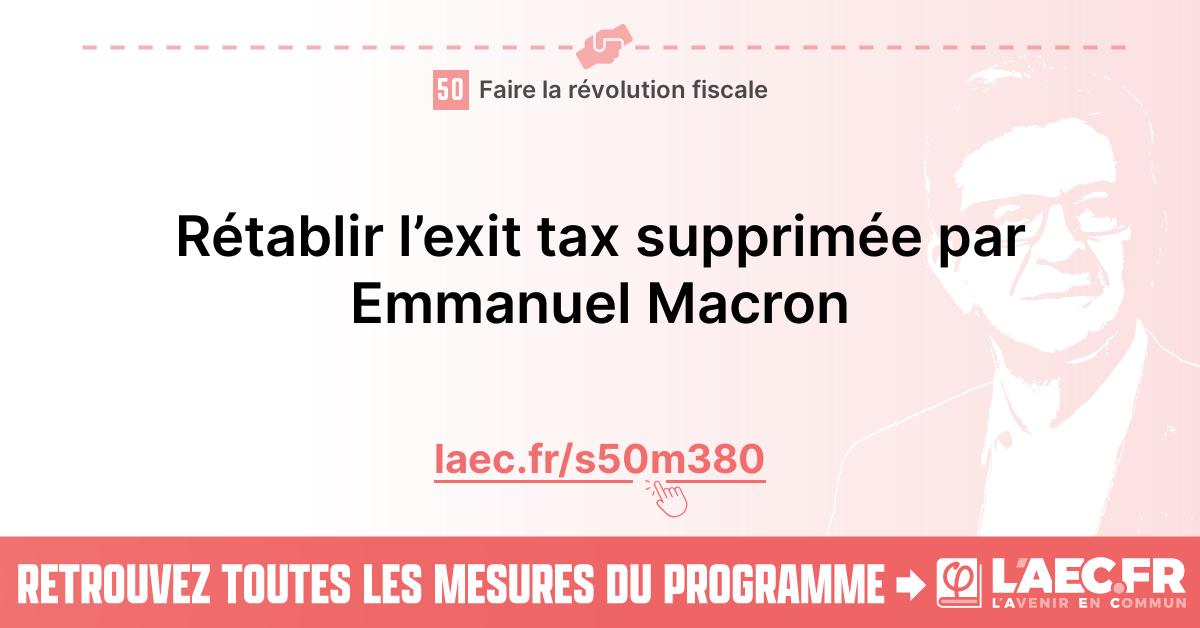 50 Faire la révolution fiscale
Rétablir l’exit tax supprimée par
Emmanuel Macron
laec.fr/s50m380
RETROUVEZ TOUTES LES MESURES DU PROGRAMME
L'AEC.FR
L'AVENIR EN COMMUN